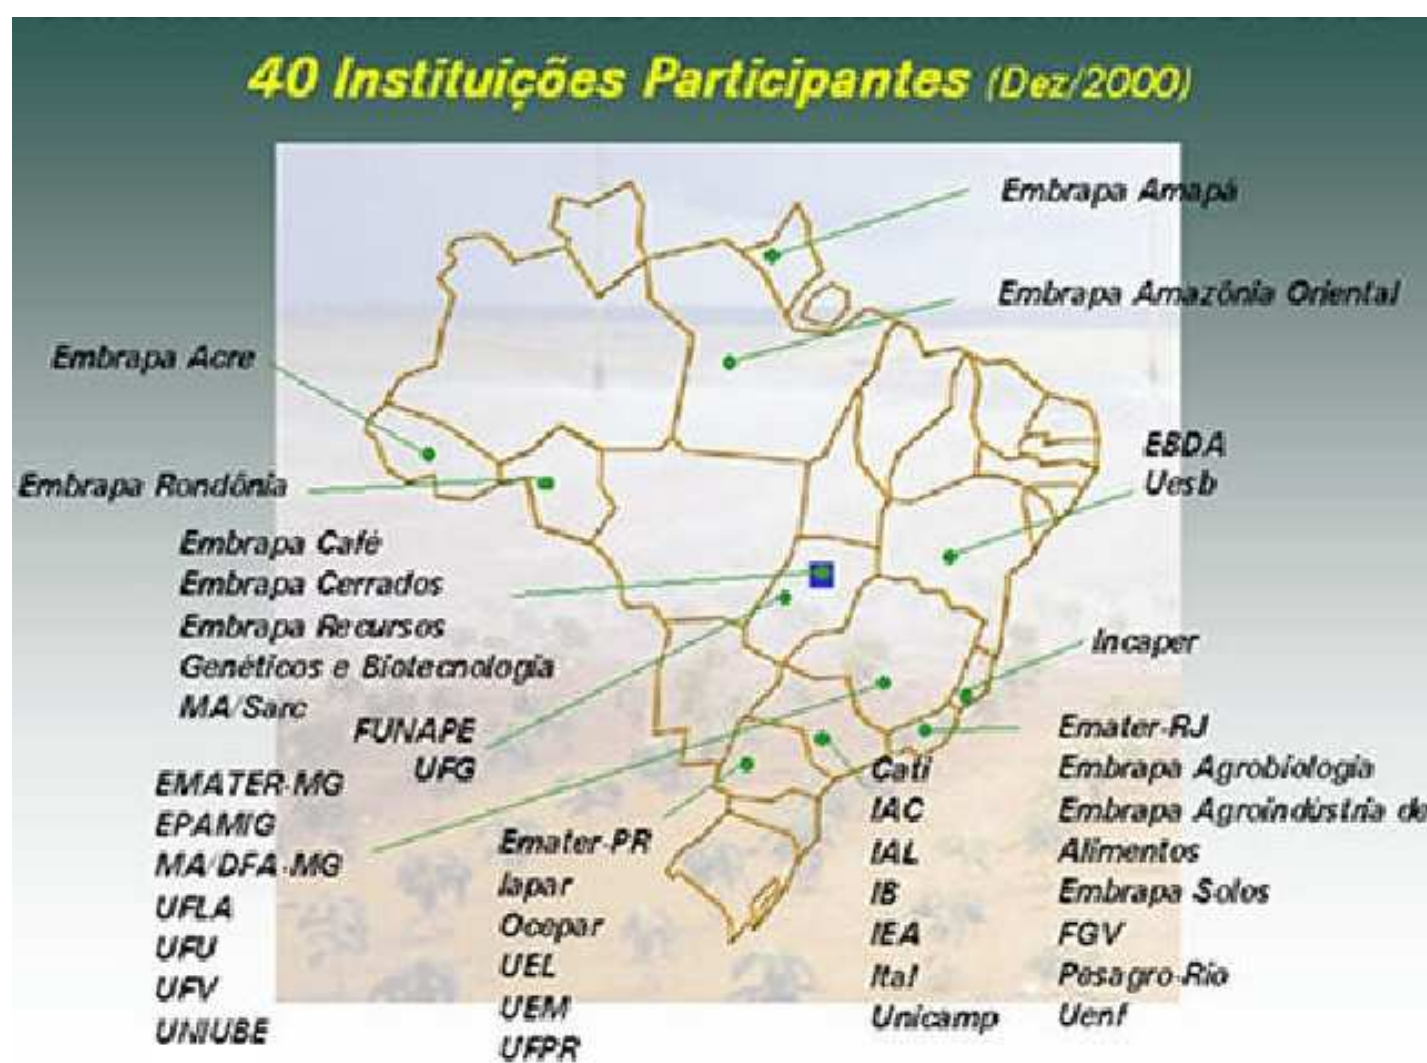 40 Instituições Participantes (Dez/2000)
Embrapa Amapá
Embrapa Amazônia Oriental
Embrapa Acre
EBDA
Uesb
Embrapa Rondônia
Embrapa Café
Embrapa Cerrados
Embrapa Recursos
Genéticos e Biotecnologia
MA/Sarc
Incaper
FUNAPE
UFG
EMATER-MG
EPAMIG
MA/DFA-MG
UFLA
UFU
UFV
UNIUBE
Emater-PR
Iapar
Ocepar
UEL
UEM
UFPR
Cati
IAC
IAL
IB
IEA
Ital
Unicamp
Emater-RJ
Embrapa Agrobiologia
Embrapa Agroindústria de
Alimentos
Embrapa Solos
FGV
Pesagro-Rio
Uenf